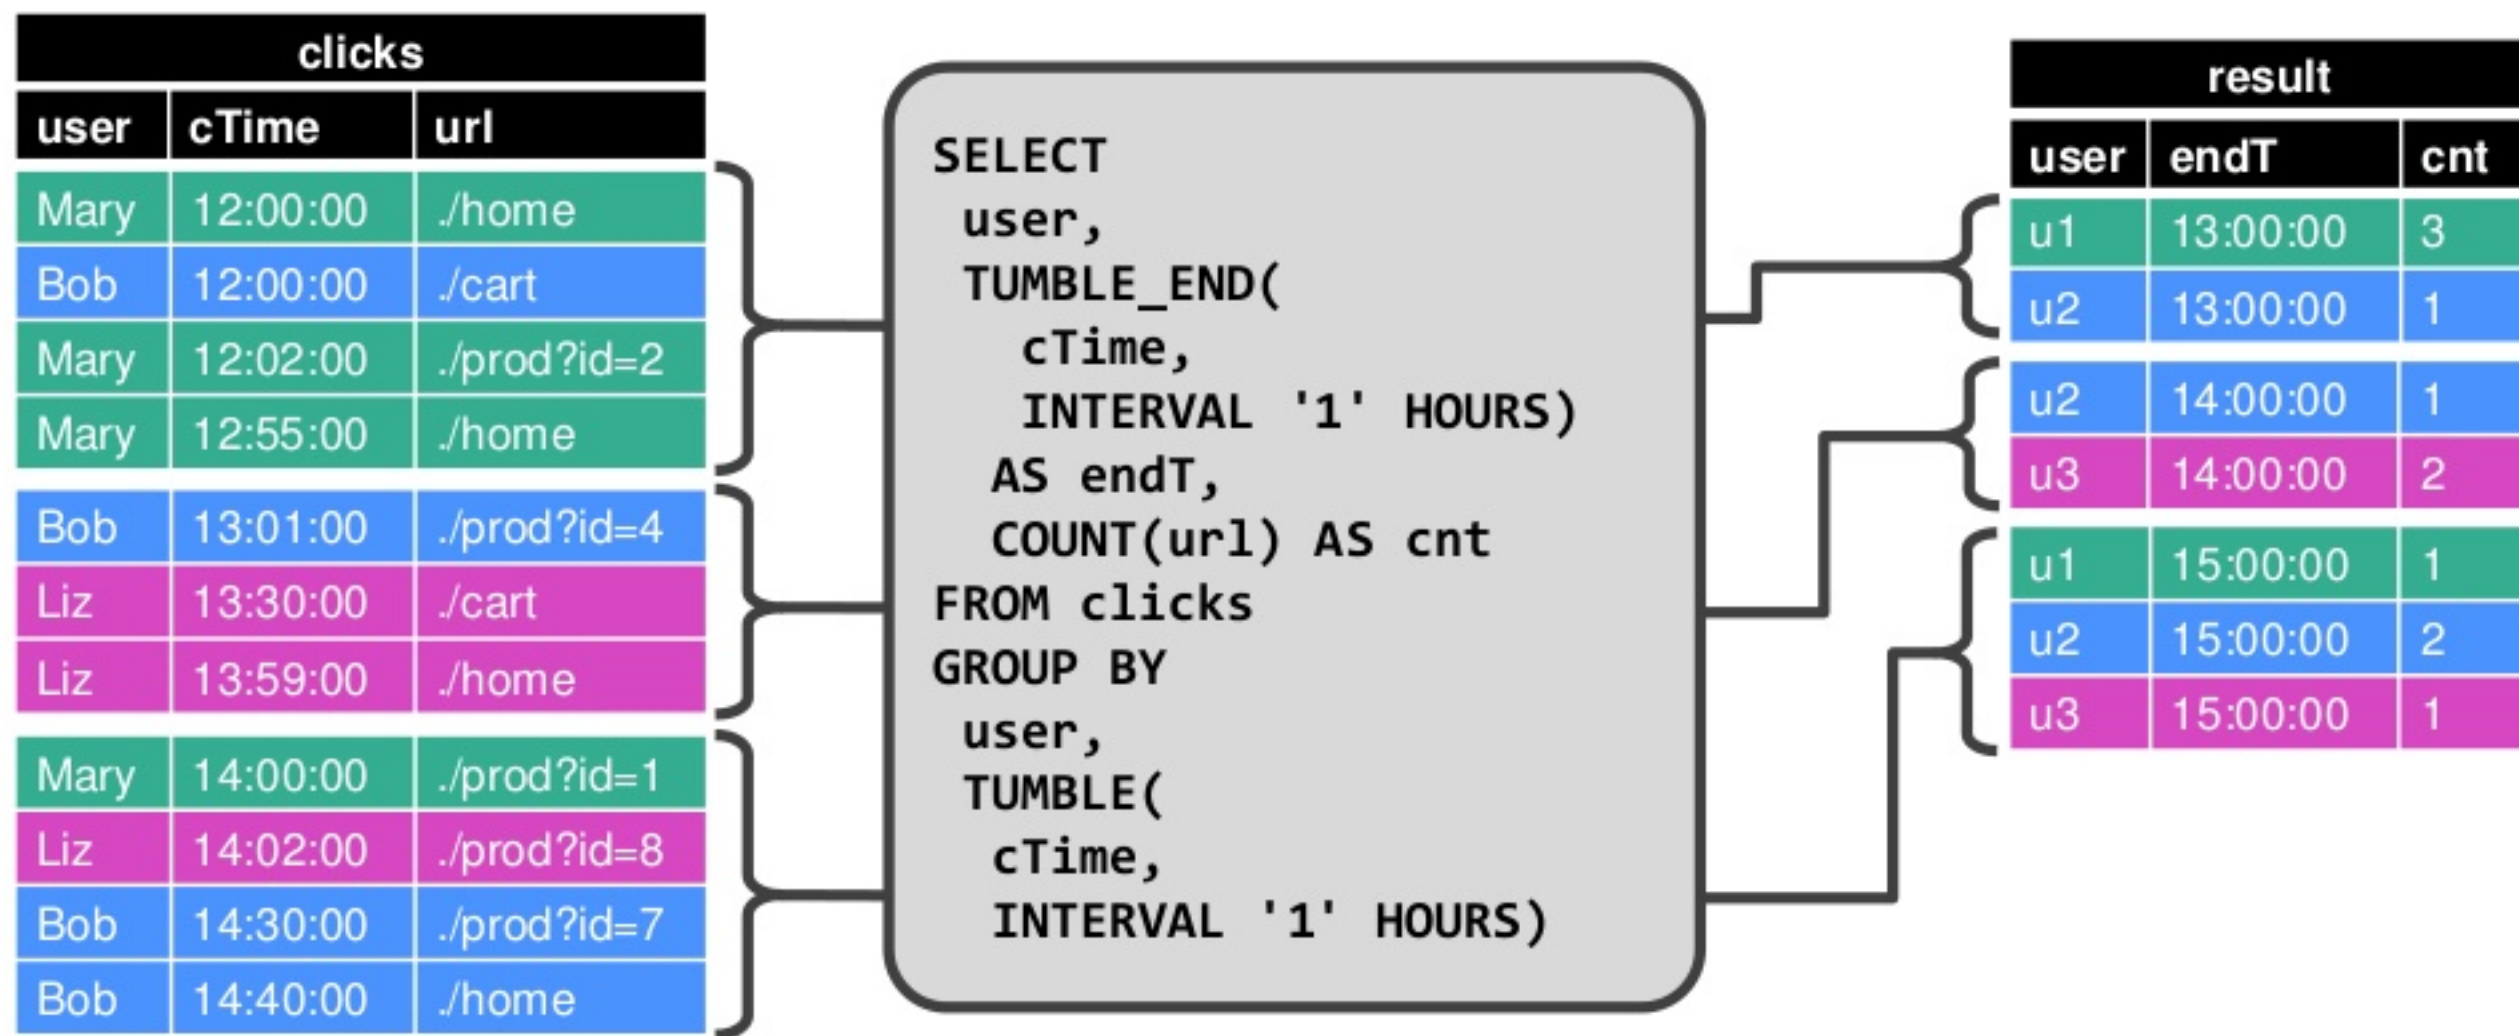 clicks
user cTime url
Mary 12:00:00 ./home
Bob 12:00:00 ./cart
Mary 12:02:00 ./prod?id=2
Mary 12:55:00 ./home
Bob 13:01:00 ./prod?id=4
Liz 13:30:00 ./cart
Liz 13:59:00 ./home
Mary 14:00:00 ./prod?id=1
Liz 14:02:00 ./prod?id=8
Bob 14:30:00 ./prod?id=7
Bob 14:40:00 ./home
SELECT
user,
TUMBLE_END(
cTime,
INTERVAL '1' HOURS)
AS endT,
COUNT(url) AS cnt
FROM clicks
GROUP BY
user,
TUMBLE(
cTime,
INTERVAL '1' HOURS)
result
user endT cnt
u1 13:00:00 3
u2 13:00:00 1
u2 14:00:00 1
u3 14:00:00 2
u1 15:00:00 1
u2 15:00:00 2
u3 15:00:00 1